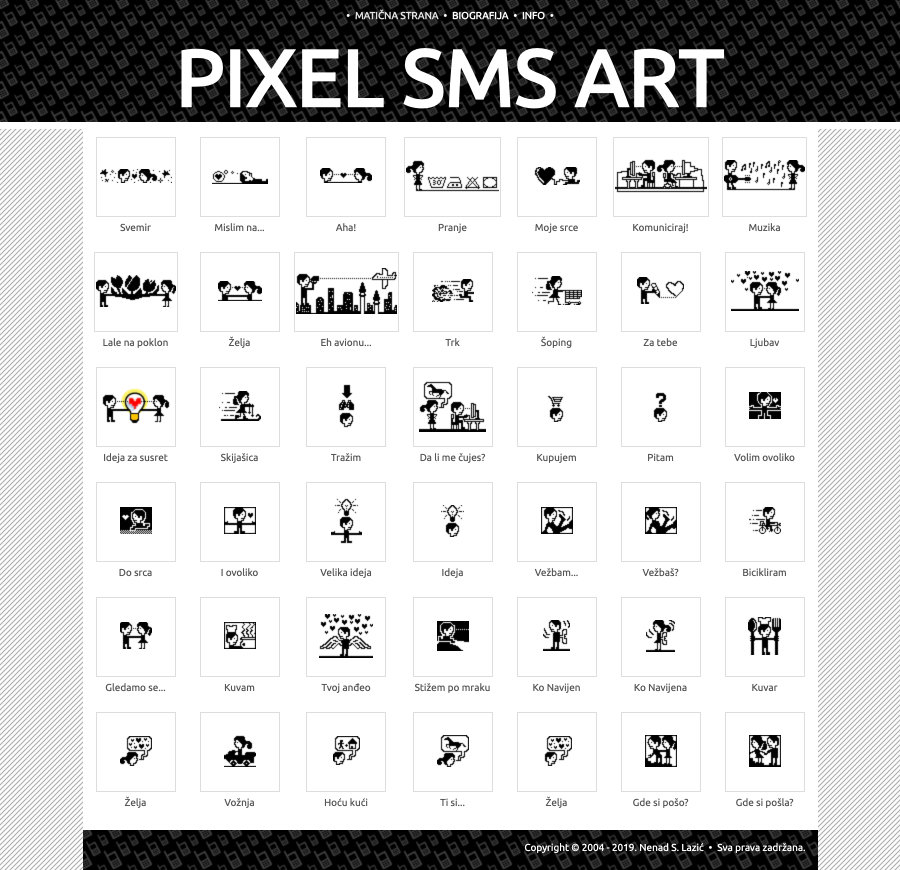 • MATIČNA STRANA • BIOGRAFIJA • INFO •
PIXEL SMS ART
30
Svemir
Mislim na...
Aha!
Pranje
Moje srce
Komuniciraj!
Muzika
Lale na poklon
Želja
Eh avionu...
Trk
Šoping
Za tebe
Ljubav
Ideja za susret
Skijašica
?
Tražim
Da li me čujes?
Kupujem
Pitam
Volim ovoliko
Do srca
I ovoliko
Velika ideja
Ideja
Vežbam...
Vežbaš?
Bicikliram
Gledamo se...
Kuvam
Tvoj anđeo
Stižem po mraku
Ko Navijen
Ko Navijena
Kuvar
Želja
Vožnja
Hoću kući
Ti si...
Želja
Gde si pošo?
Gde si pošla?
Copyright © 2004 - 2019. Nenad S. Lazić • Sva prava zadržana.